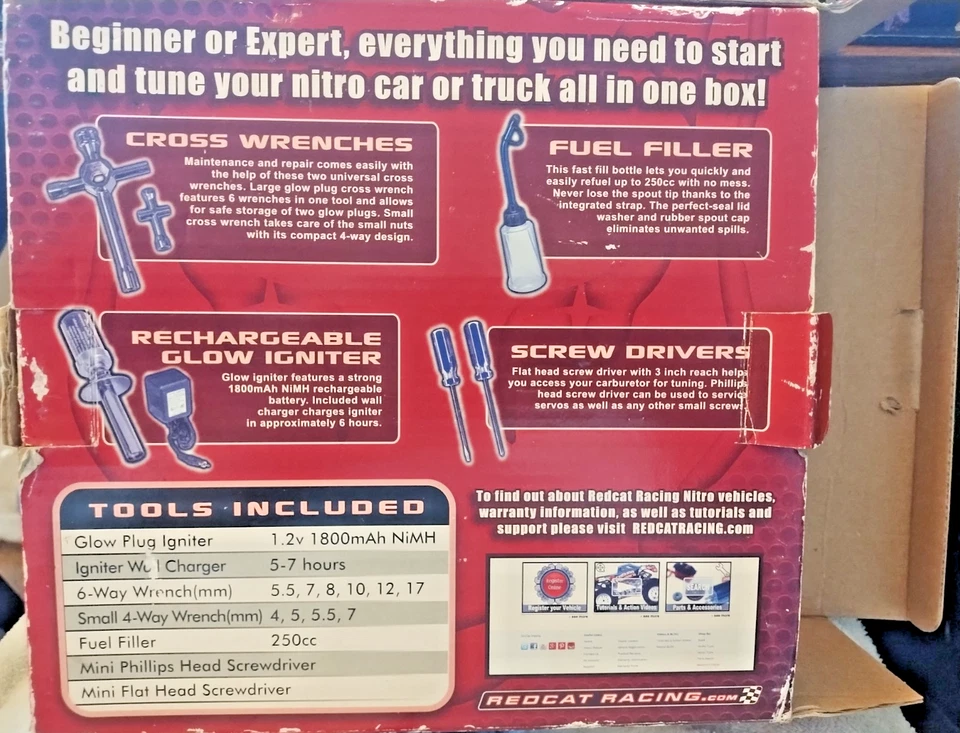 Beginner or Expert, everything you need to start
and tune your nitro car or truck all in one box!
CROSS WRENCHES
Maintenance and repair comes easily with
the help of these two universal cross
wrenches. Large glow plug cross wrench
features 6 wrenches in one tool and allows
for safe storage of two glow plugs. Small
cross wrench takes care of the small nuts
with its compact 4-way design.
FUEL FILLER
This fast fill bottle lets you quickly and
easily refuel up to 250cc with no mess.
Never lose the spout tip thanks to the
integrated strap. The perfect-seal lid
washer and rubber spout cap
eliminates unwanted spills.
RECHARGEABLE
GLOW IGNITER
Glow igniter features a strong
1800mAh NiMH rechargeable
battery. Included wall
charger charges igniter
in approximately 6 hours.
SCREW DRIVERS
Flat head screw driver with 3 inch reach helps
you access your carburetor for tuning. Phillips
head screw driver can be used to service
servos as well as any other small screws.
TOOLS INCLUDED
Glow Plug Igniter 1.2v 1800mAh NiMH
Igniter Wall Charger 5-7 hours
6-Way Wrench(mm) 5.5, 7, 8, 10, 12, 17
Small 4-Way Wrench(mm) 4, 5, 5.5, 7
Fuel Filler 250cc
Mini Phillips Head Screwdriver
Mini Flat Head Screwdriver
To find out about Redcat Racing Nitro vehicles,
warranty information, as well as tutorials and
support please visit REDCATRACING.com
Register your Vehicle
Tutorials & Action Videos
Parts & Accessories
REDCAT RACING.COM